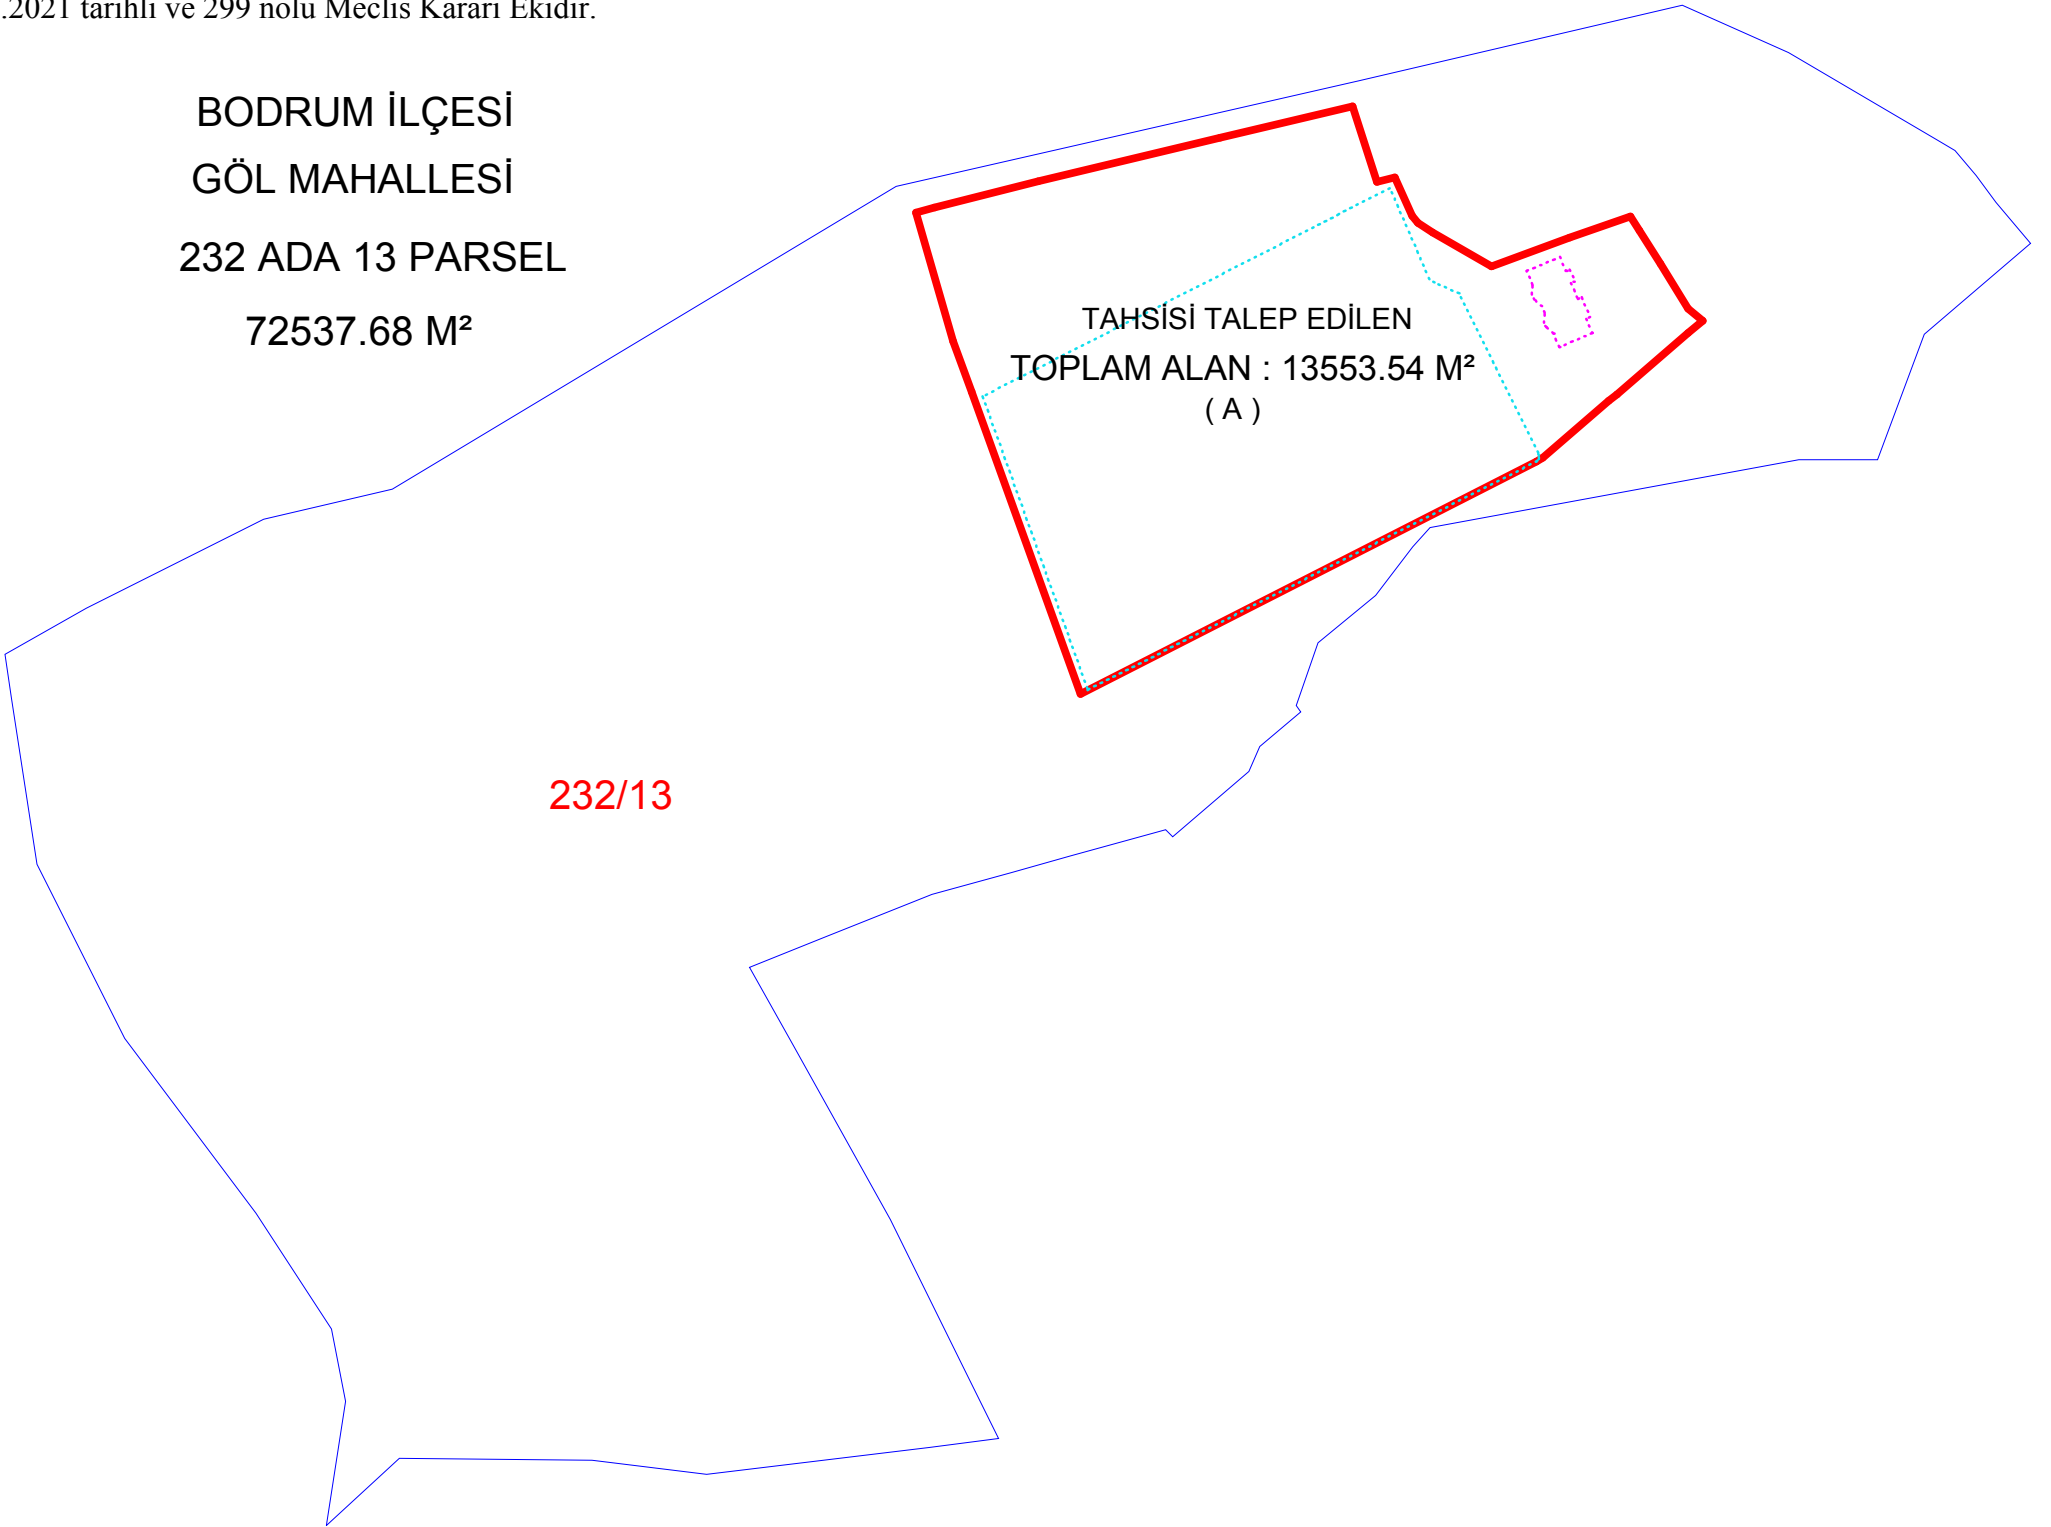 .2021 tarihli ve 299 nolu Meclis Kararı Ekidir.
BODRUM İLÇESİ
GÖL MAHALLESİ
232 ADA 13 PARSEL
72537.68 M²
TAHSİSİ TALEP EDİLEN
TOPLAM ALAN : 13553.54 M²
( A )
232/13